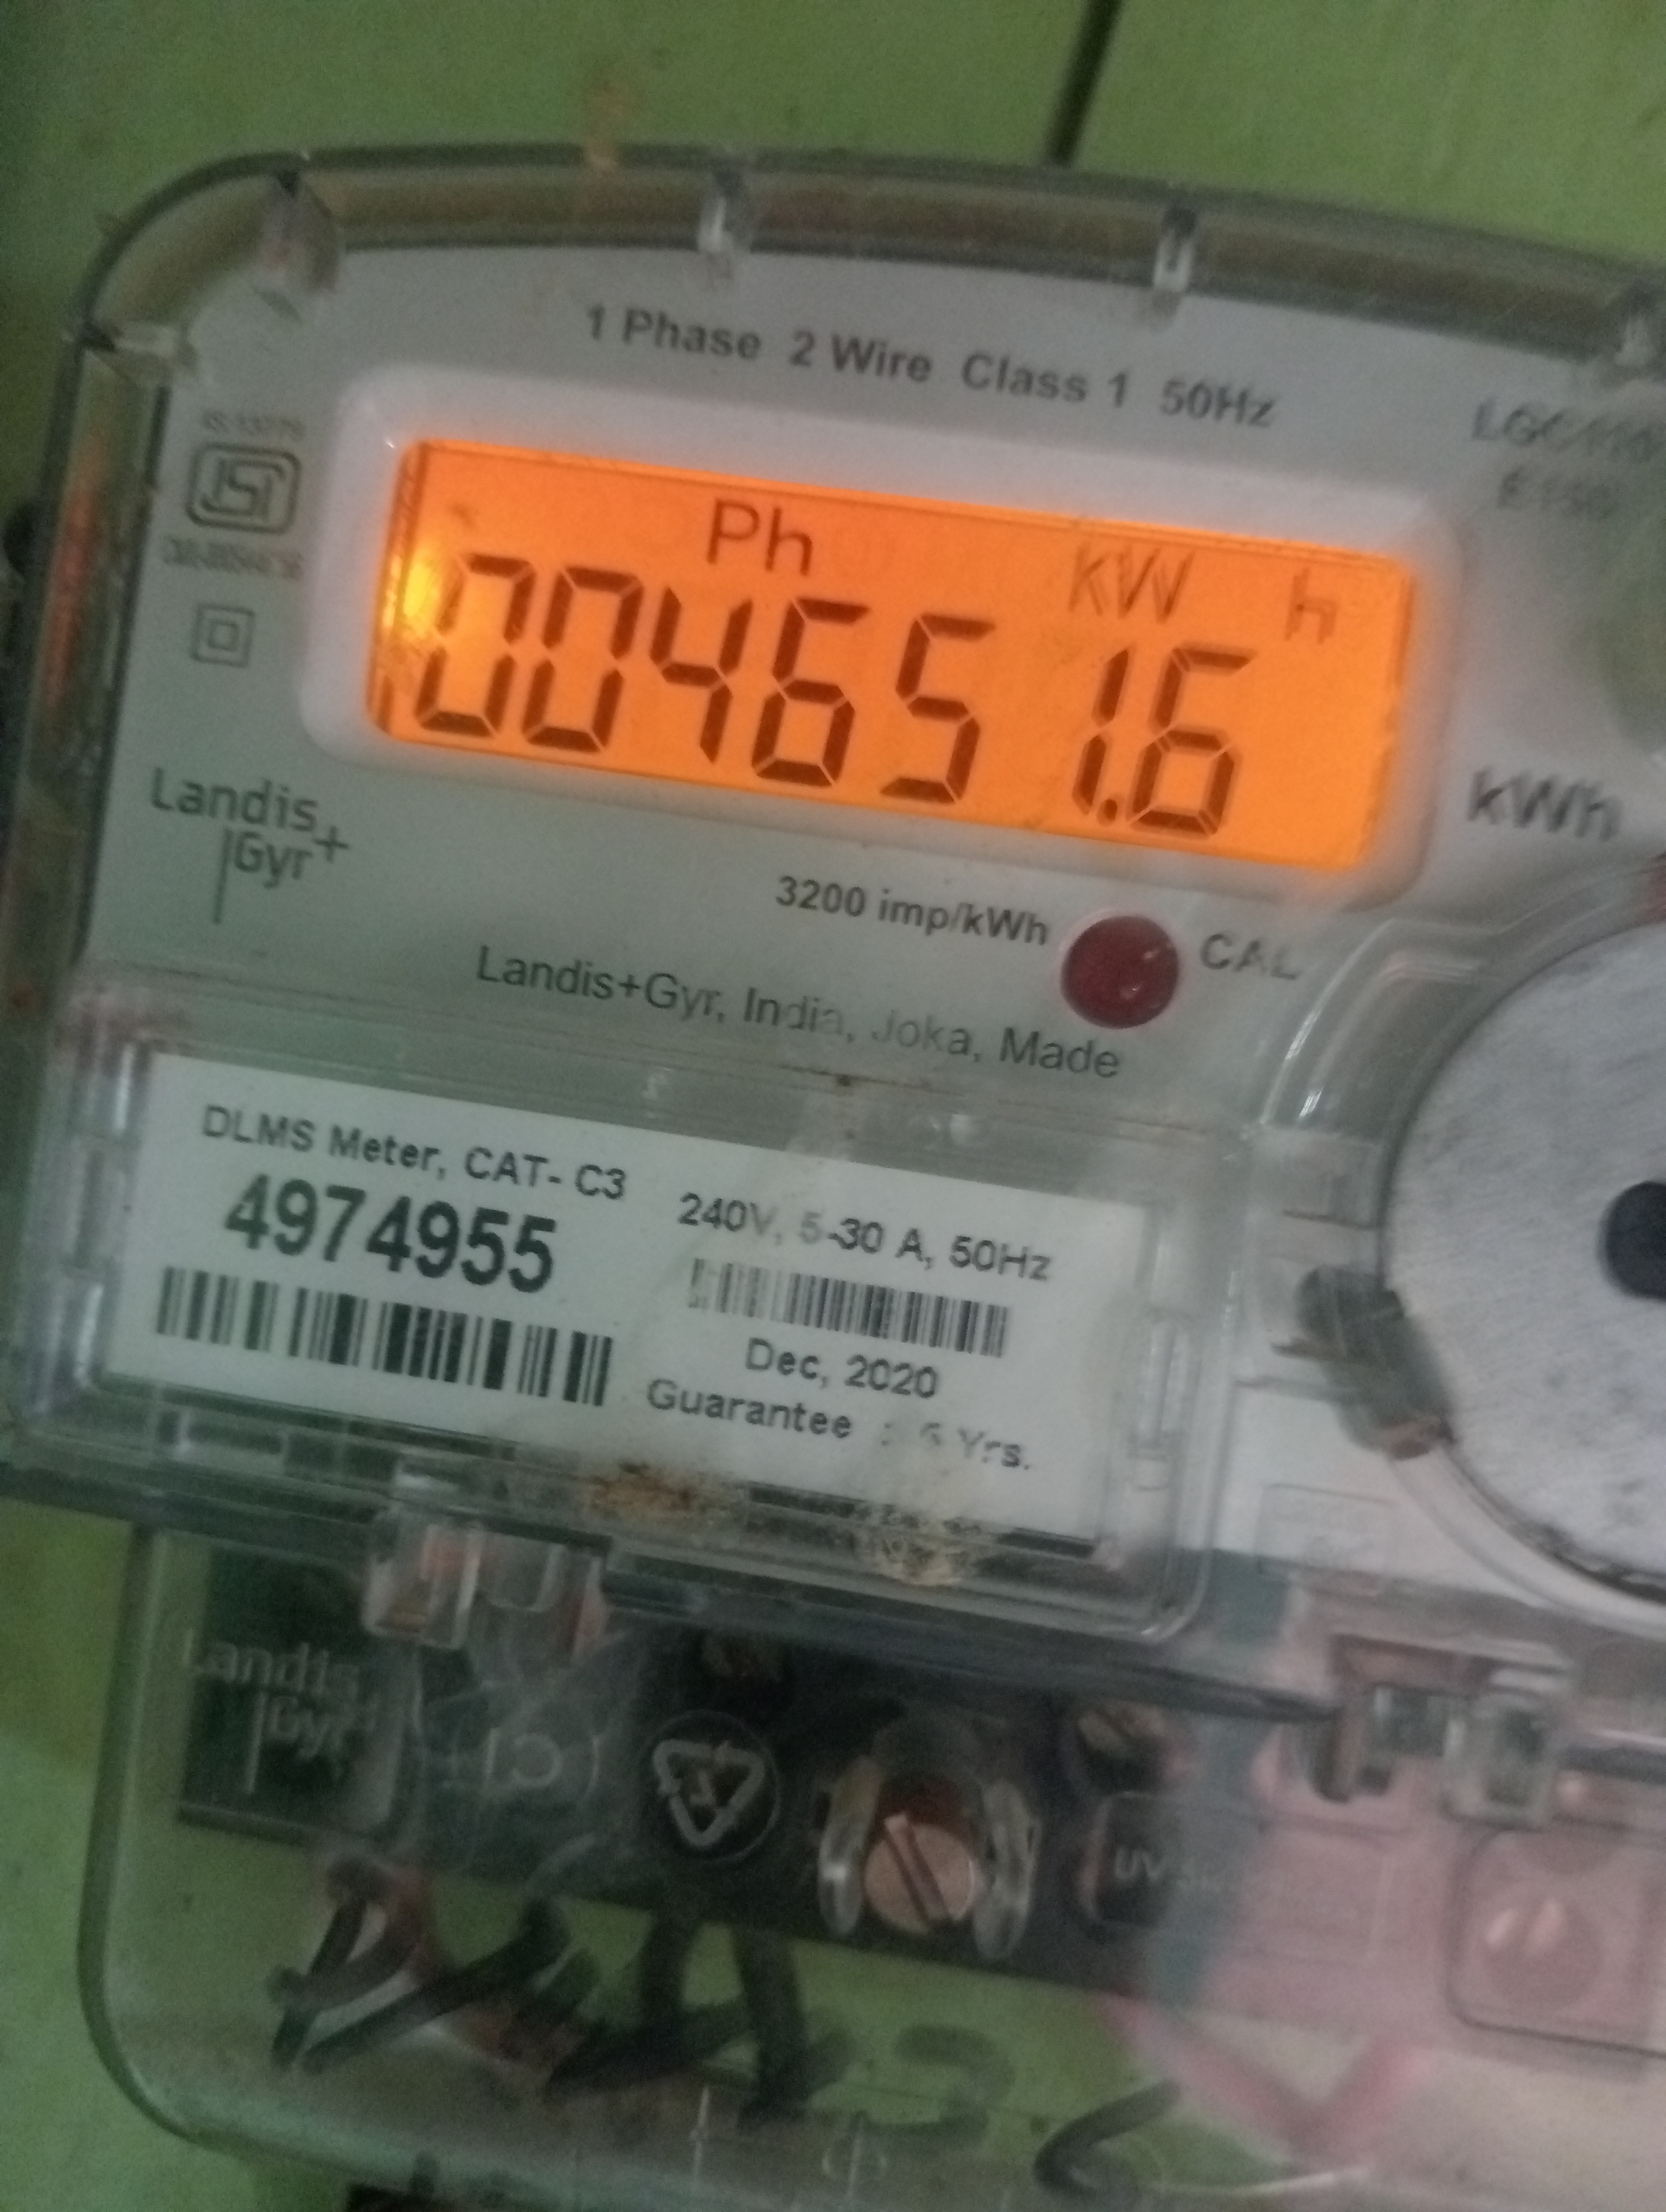 1 Phase 2 Wire Class 1 50Hz
Ph kW h
004651.6
kWh
Landis
Gyr+
3200 imp/kWh CAL
Landis+Gyr, India, Joka, Made
DLMS Meter, CAT- C3
4974955
240V, 5-30 A, 50Hz
Dec, 2020
Guarantee : Yrs.
Landis
Gyr